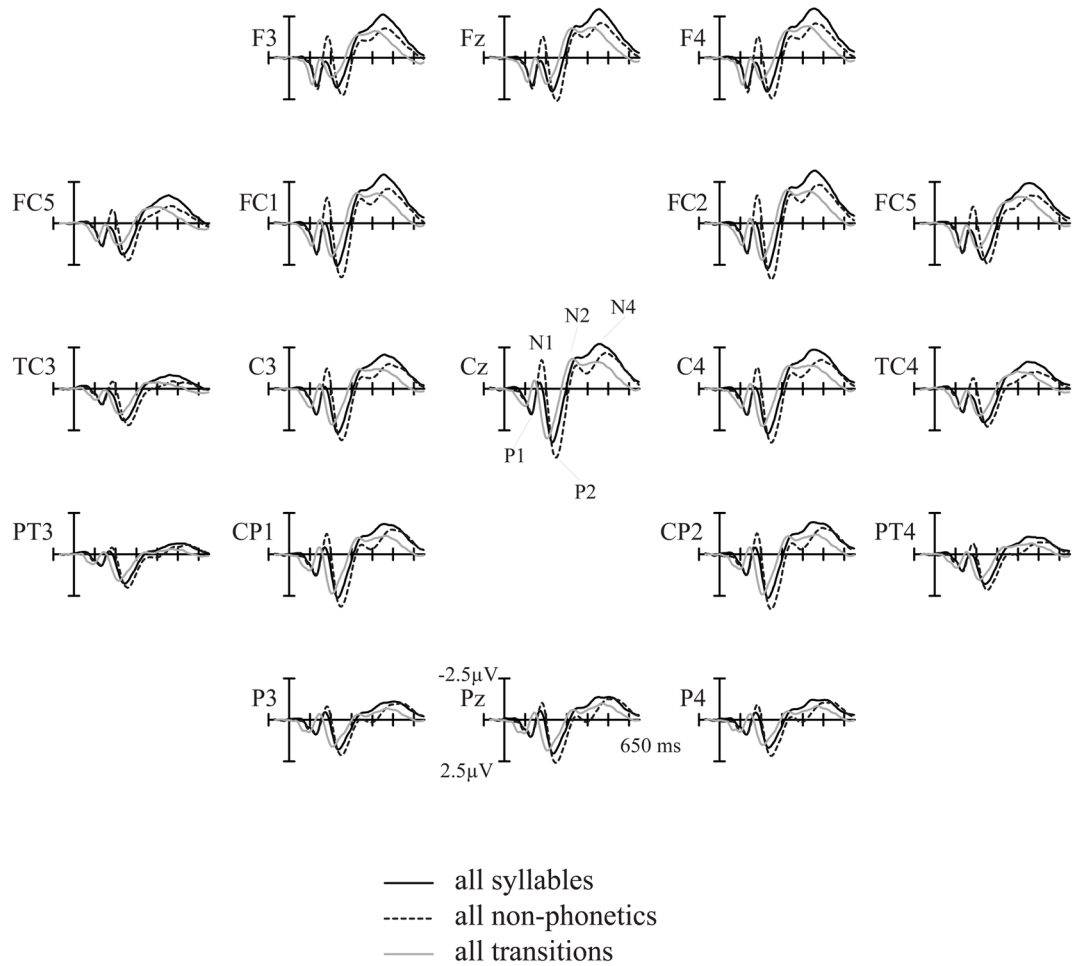 F3 Fz F4
FC5 FC1 FC2 FC5
N1 N2 N4
TC3 C3 Cz C4 TC4
P1
P2
PT3 CP1 CP2 PT4
-2.5µV
P3 Pz P4
650 ms
2.5µV
all syllables
all non-phonetics
all transitions